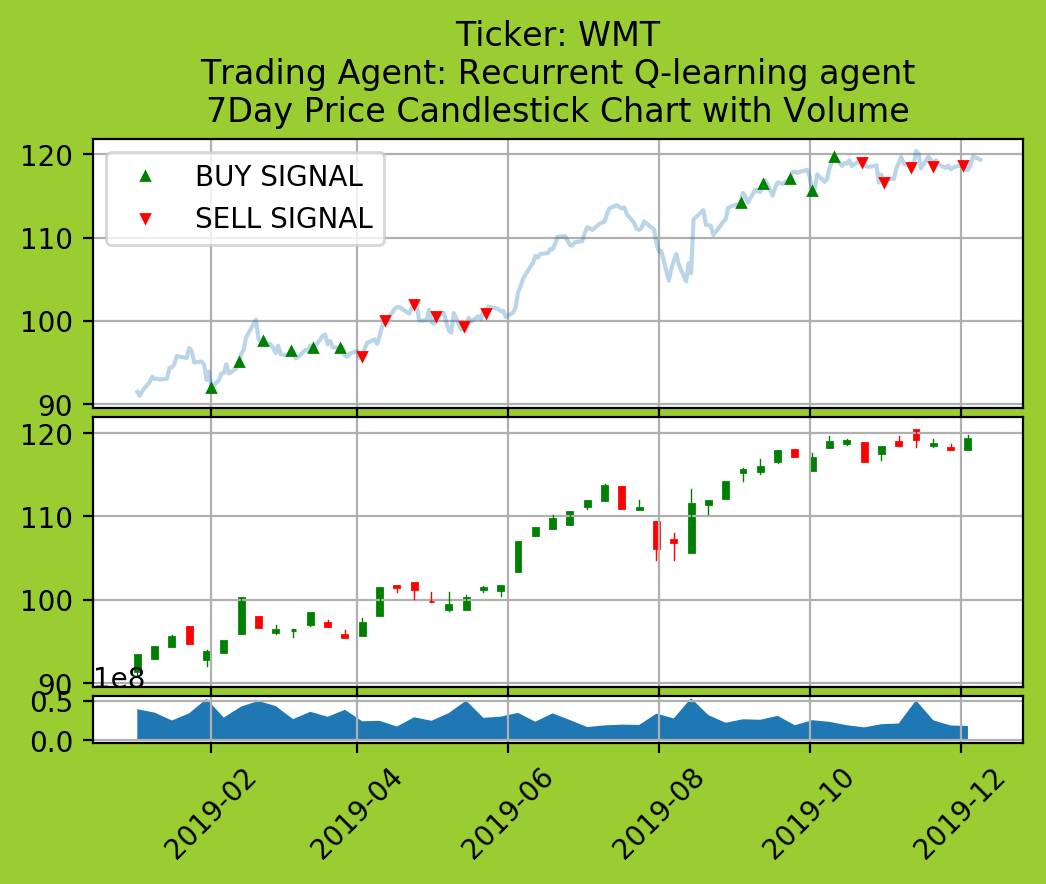 Ticker: WMT
Trading Agent: Recurrent Q-learning agent
7Day Price Candlestick Chart with Volume
120
110
100
90
BUY SIGNAL
SELL SIGNAL
120
110
100
90
1e8
0.5
0.0
2019-02
2019-04
2019-06
2019-08
2019-10
2019-12